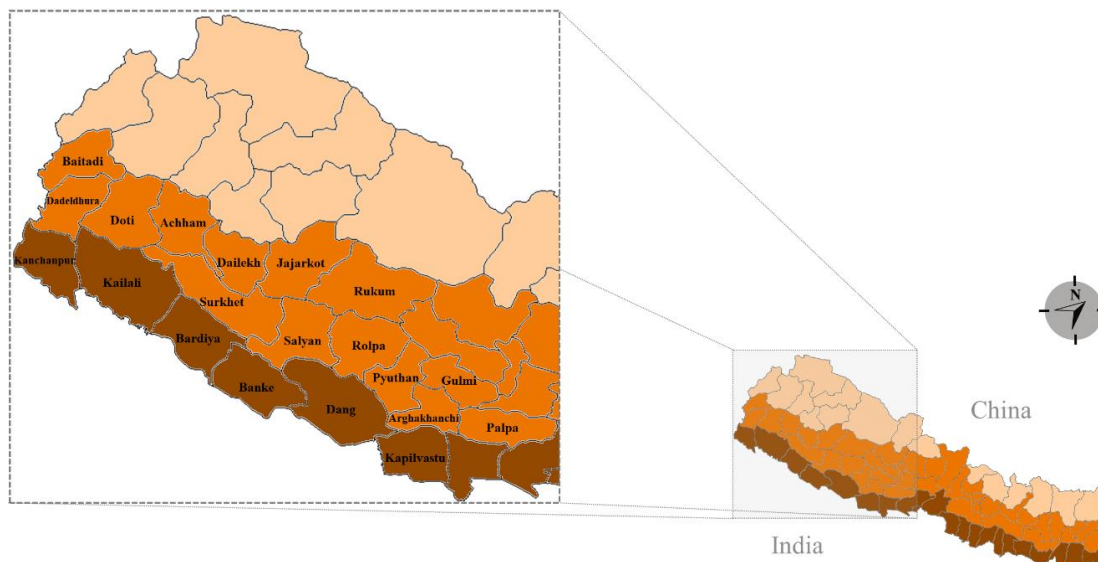 Baitadi
Dadeldhura
Doti
Achham
Kanchanpur
Dailekh
Jajarkot
Kailali
Rukum
Surkhet
Bardiya
Salyan
Rolpa
Pyuthan
Gulmi
Banke
Dang
Arghakhanchi
Palpa
Kapilvastu
N
China
India